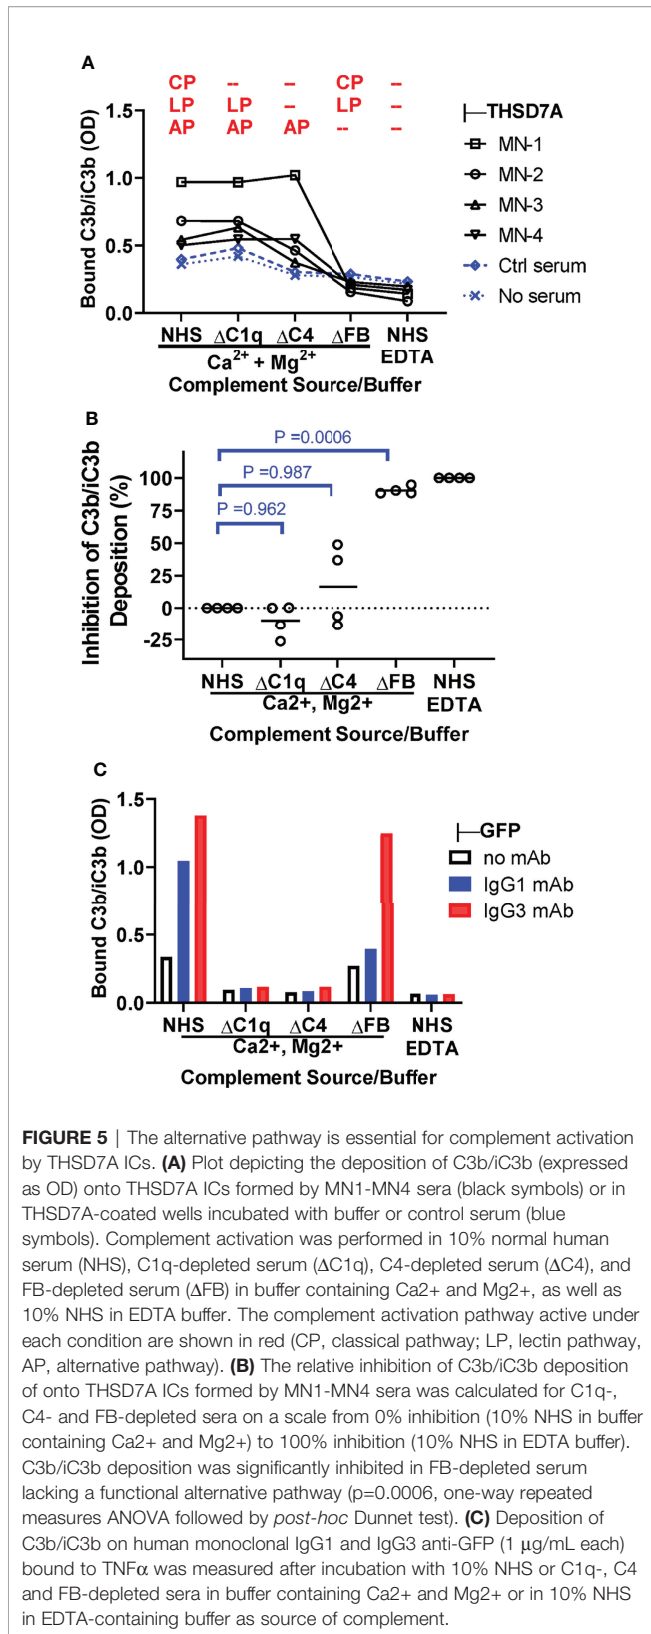 A
CP -- -- CP --
LP LP -- LP --
AP AP AP -- --
Bound C3b/iC3b (OD)
1.5
1.0
0.5
0.0
NHS ΔC1q ΔC4 ΔFB NHS
EDTA
Ca2+ + Mg2+
Complement Source/Buffer
THSD7A
MN-1
MN-2
MN-3
MN-4
Ctrl serum
No serum
B
P =0.0006
P =0.987
P =0.962
Inhibition of C3b/iC3b
Deposition (%)
100
75
50
25
0
-25
NHS ΔC1q ΔC4 ΔFB NHS
EDTA
Ca2+, Mg2+
Complement Source/Buffer
C
Bound C3b/iC3b (OD)
1.5
1.0
0.5
0.0
GFP
no mAb
IgG1 mAb
IgG3 mAb
NHS ΔC1q ΔC4 ΔFB NHS
EDTA
Ca2+, Mg2+
Complement Source/Buffer
FIGURE 5 | The alternative pathway is essential for complement activation
by THSD7A ICs. (A) Plot depicting the deposition of C3b/iC3b (expressed
as OD) onto THSD7A ICs formed by MN1-MN4 sera (black symbols) or in
THSD7A-coated wells incubated with buffer or control serum (blue
symbols). Complement activation was performed in 10% normal human
serum (NHS), C1q-depleted serum (ΔC1q), C4-depleted serum (ΔC4), and
FB-depleted serum (ΔFB) in buffer containing Ca2+ and Mg2+, as well as
10% NHS in EDTA buffer. The complement activation pathway active under
each condition are shown in red (CP, classical pathway; LP, lectin pathway,
AP, alternative pathway). (B) The relative inhibition of C3b/iC3b deposition
of onto THSD7A ICs formed by MN1-MN4 sera was calculated for C1q-,
C4- and FB-depleted sera on a scale from 0% inhibition (10% NHS in buffer
containing Ca2+ and Mg2+) to 100% inhibition (10% NHS in EDTA buffer).
C3b/iC3b deposition was significantly inhibited in FB-depleted serum
lacking a functional alternative pathway (p=0.0006, one-way repeated
measures ANOVA followed by post-hoc Dunnet test). (C) Deposition of
C3b/iC3b on human monoclonal IgG1 and IgG3 anti-GFP (1 μg/mL each)
bound to TNFα was measured after incubation with 10% NHS or C1q-, C4
and FB-depleted sera in buffer containing Ca2+ and Mg2+ or in 10% NHS
in EDTA-containing buffer as source of complement.